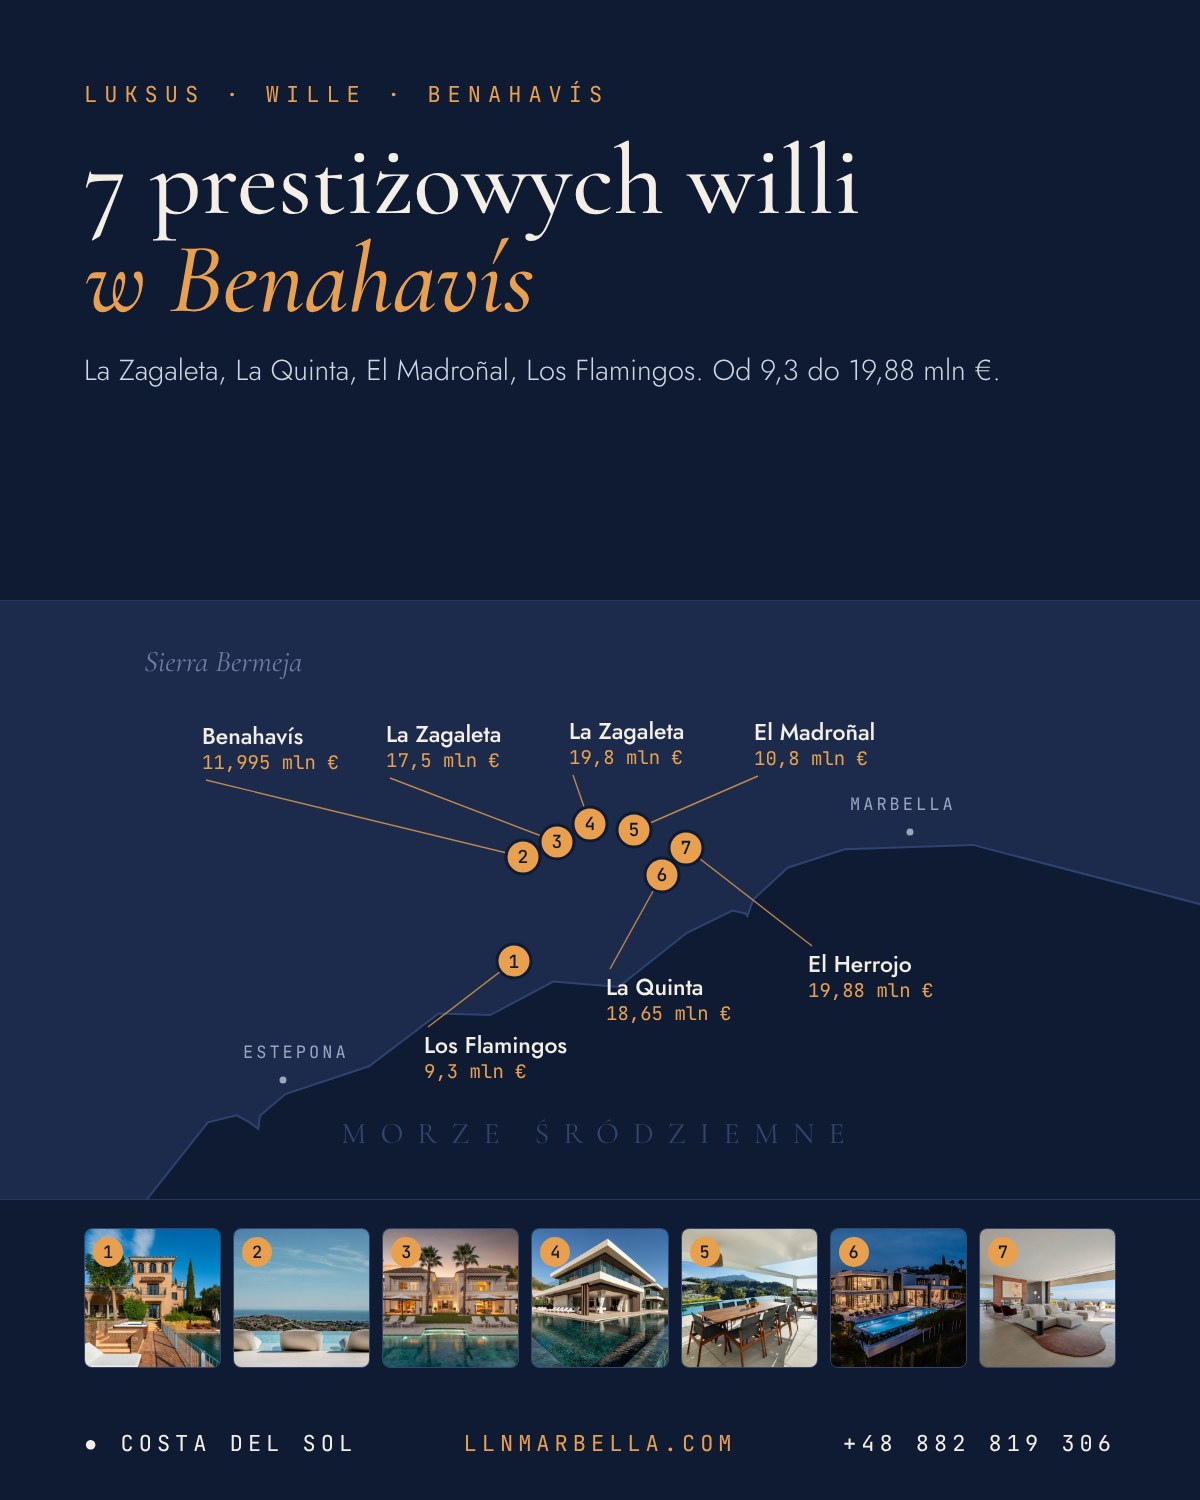 LUKSUS · WILLE · BENAHAVÍS
7 prestiżowych willi
w Benahavís
La Zagaleta, La Quinta, El Madroñal, Los Flamingos. Od 9,3 do 19,88 mln €.
Sierra Bermeja
Benahavís
11,995 mln €
La Zagaleta
17,5 mln €
La Zagaleta
19,8 mln €
El Madroñal
10,8 mln €
MARBELLA
4
5
3
7
2
6
1
El Herrojo
19,88 mln €
La Quinta
18,65 mln €
Los Flamingos
9,3 mln €
ESTEPONA
MORZE ŚRÓDZIEMNE
1 2 3 4 5 6 7
• COSTA DEL SOL
LLNMARBELLA.COM
+48 882 819 306